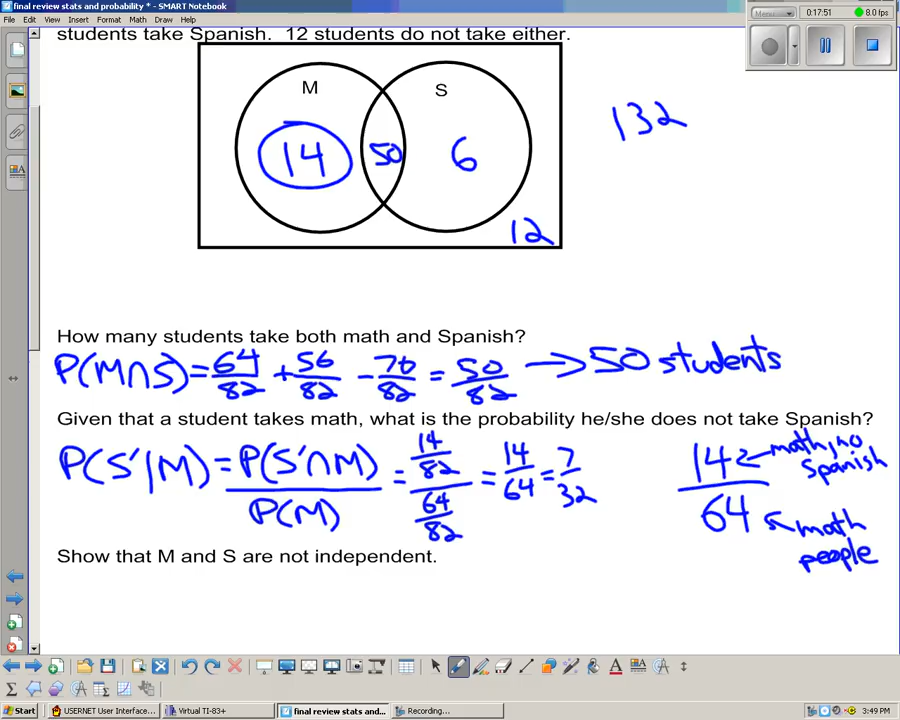 final review stats and probability * - SMART Notebook
File Edit View Insert Format Math Draw Help
Menu
0:17:51
8.0 fps
students take Spanish. 12 students do not take either.
M S
132
14 50 6
12
How many students take both math and Spanish?
P(M∩S) = 64/82 + 56/82 - 70/82 = 50/82 → 50 students
Given that a student takes math, what is the probability he/she does not take Spanish?
P(S'|M) = P(S'∩M)/P(M) = (14/82)/(64/82) = 14/64 = 7/32
14 ← math, no Spanish
64 ← math people
Show that M and S are not independent.
Start USERNET User Interface... Virtual TI-83+ final review stats and... Recording... 3:49 PM